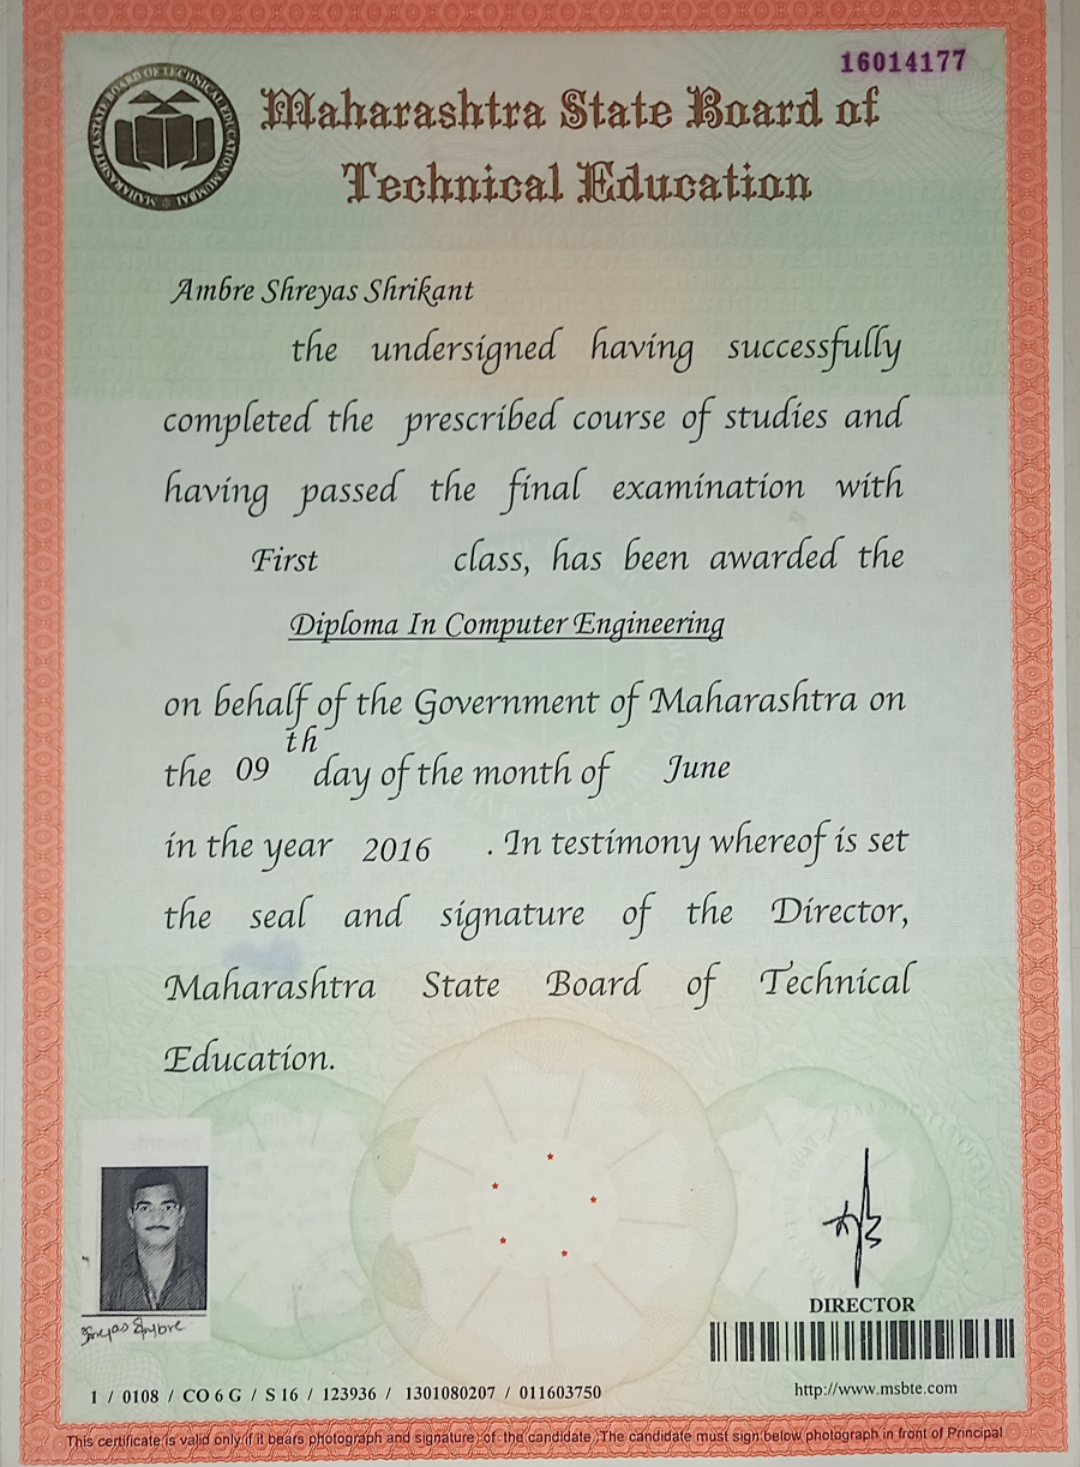 16014177
MAHARASHTRA STATE BOARD OF TECHNICAL EDUCATION MUMBAI
Maharashtra State Board of
Technical Education
Ambre Shreyas Shrikant
the undersigned having successfully
completed the prescribed course of studies and
having passed the final examination with
First class, has been awarded the
Diploma In Computer Engineering
on behalf of the Government of Maharashtra on
the 09 th day of the month of June
in the year 2016 . In testimony whereof is set
the seal and signature of the Director,
Maharashtra State Board of Technical
Education.
Shreyas Ambre
DIRECTOR
http://www.msbte.com
1 / 0108 / CO 6 G / S 16 / 123936 / 1301080207 / 011603750
This certificate is valid only if it bears photograph and signature of the candidate. The candidate must sign below photograph in front of Principal.